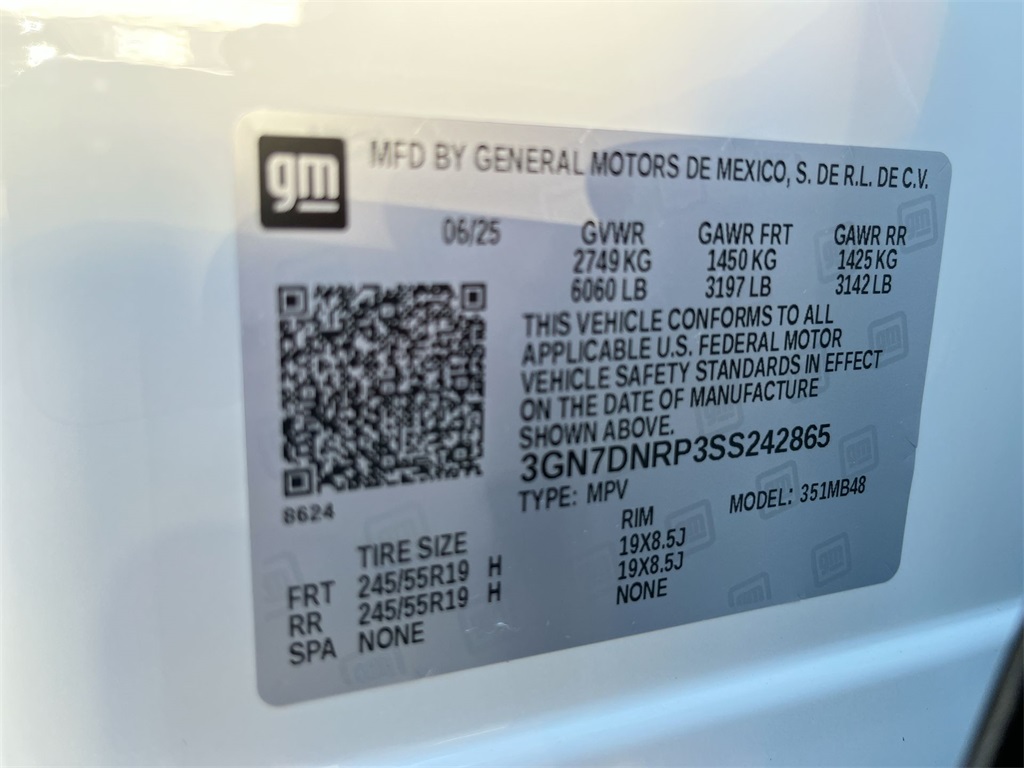 gm
MFD BY GENERAL MOTORS DE MEXICO, S. DE R.L. DE C.V.
06/25 GVWR GAWR FRT GAWR RR
2749 KG 1450 KG 1425 KG
6060 LB 3197 LB 3142 LB
THIS VEHICLE CONFORMS TO ALL
APPLICABLE U.S. FEDERAL MOTOR
VEHICLE SAFETY STANDARDS IN EFFECT
ON THE DATE OF MANUFACTURE
SHOWN ABOVE.
3GN7DNRP3SS242865
TYPE: MPV MODEL: 351MB48
8624
TIRE SIZE RIM
FRT 245/55R19 H 19X8.5J
RR 245/55R19 H 19X8.5J
SPA NONE NONE